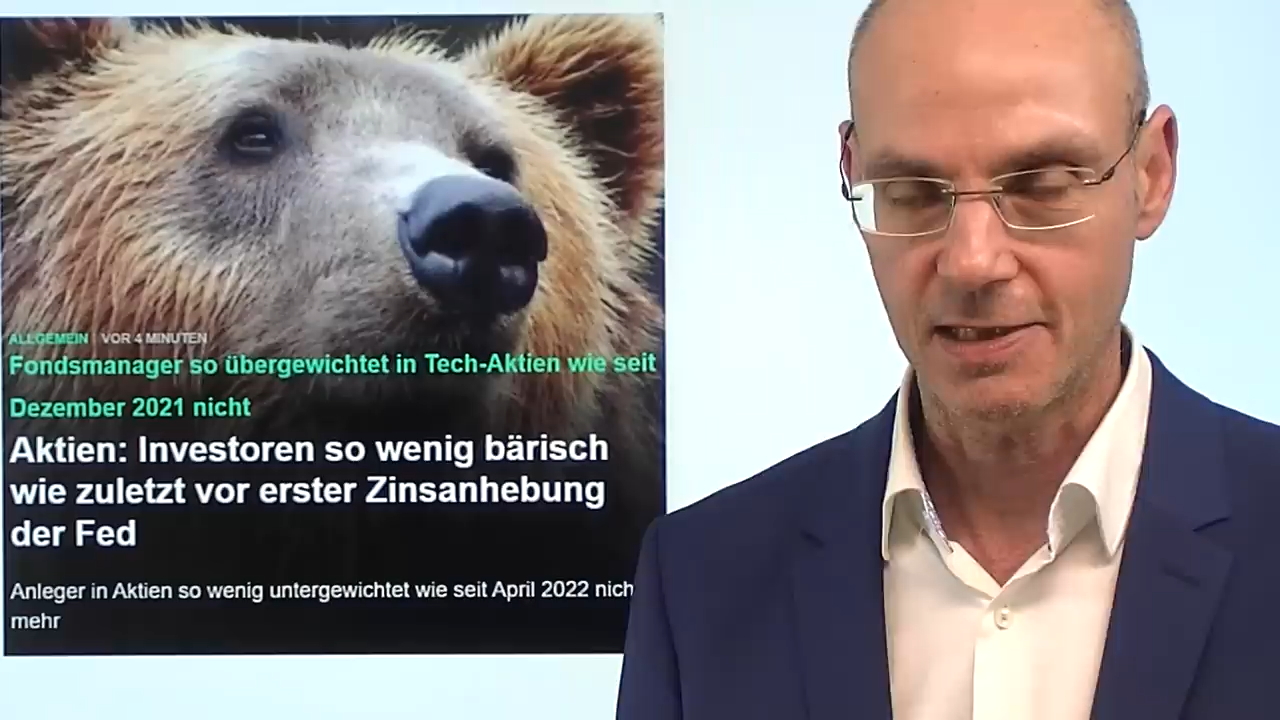 ALLGEMEIN | VOR 4 MINUTEN
Fondsmanager so übergewichtet in Tech-Aktien wie seit
Dezember 2021 nicht
Aktien: Investoren so wenig bärisch
wie zuletzt vor erster Zinsanhebung
der Fed
Anleger in Aktien so wenig untergewichtet wie seit April 2022 nich
mehr